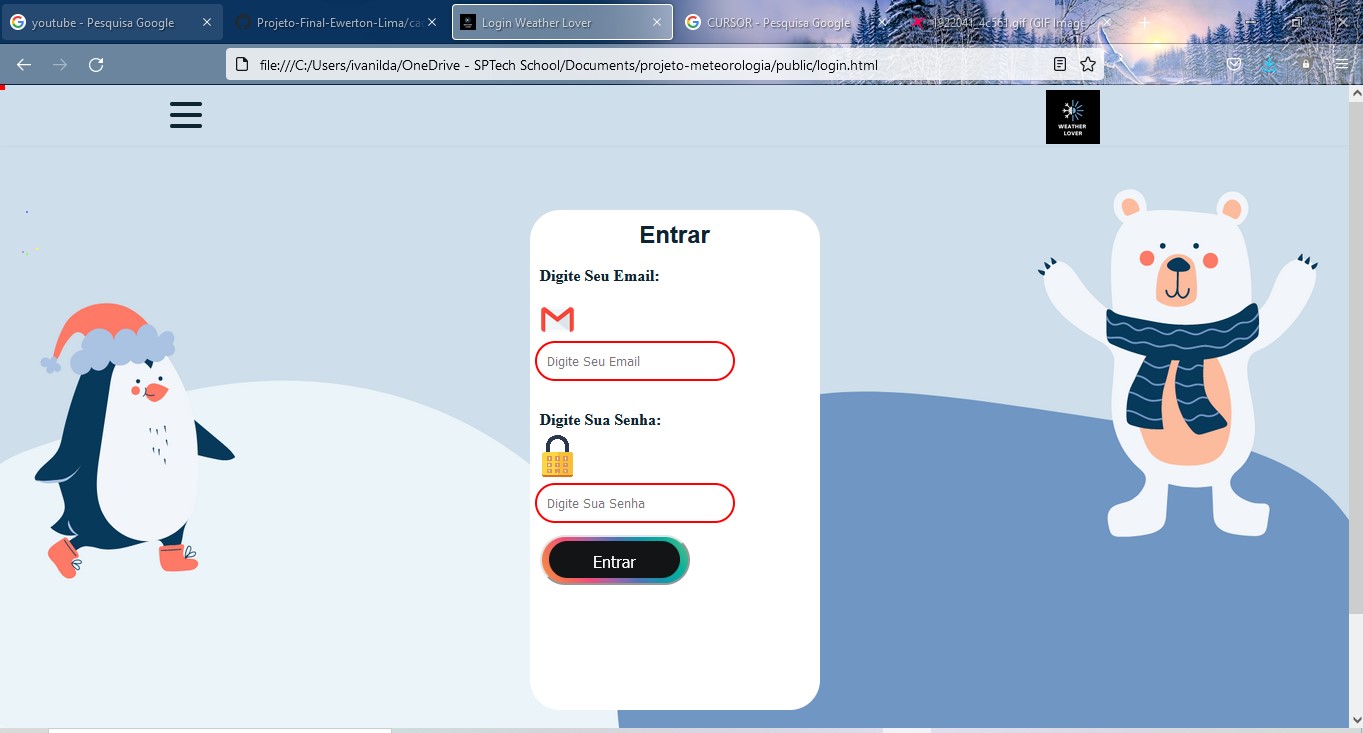 youtube - Pesquisa Google
Projeto-Final-Ewerton-Lima/ca
Login Weather Lover
CURSOR - Pesquisa Google
(GIF Image
file:///C:/Users/ivanilda/OneDrive - SPTech School/Documents/projeto-meteorologia/public/login.html
WEATHER
LOVER
Entrar
Digite Seu Email:
Digite Seu Email
Digite Sua Senha:
Digite Sua Senha
Entrar